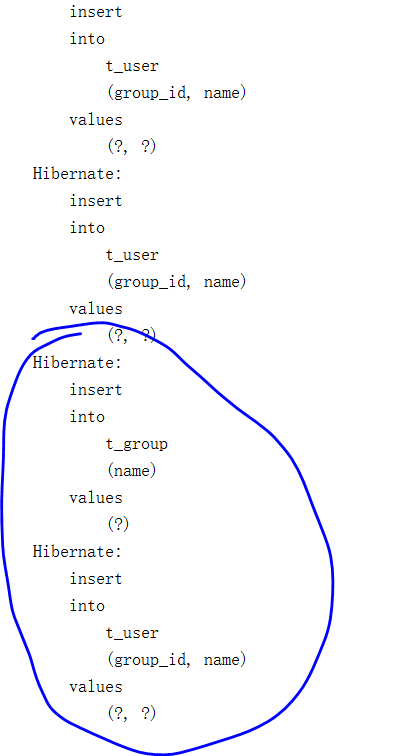 insert
into
t_user
(group_id, name)
values
(?, ?)
Hibernate:
insert
into
t_user
(group_id, name)
values
(?, ?)
Hibernate:
insert
into
t_group
(name)
values
(?)
Hibernate:
insert
into
t_user
(group_id, name)
values
(?, ?)